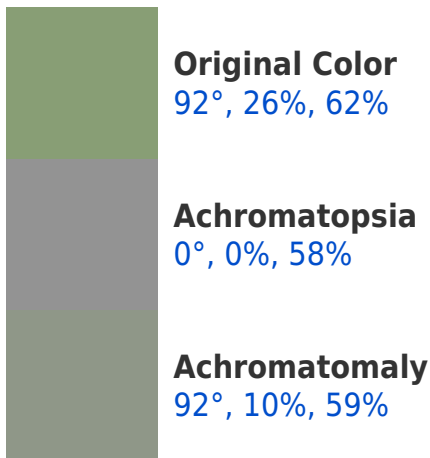 Original Color
92°, 26%, 62%
Achromatopsia
0°, 0%, 58%
Achromatomaly
92°, 10%, 59%